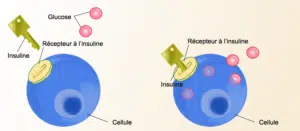 Glucose
Insuline
Récepteur à l'insuline
Cellule
Récepteur à l'insuline
Insuline
Cellule